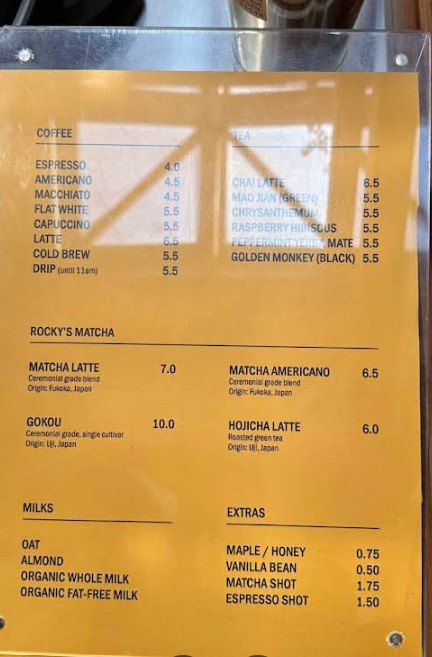 COFFEE
ESPRESSO 4.0
AMERICANO 4.5
MACCHIATO 4.5
FLAT WHITE 5.5
CAPUCCINO 5.5
LATTE 6.5
COLD BREW 5.5
DRIP (until 11am) 5.5
TEA
CHAI LATTE 6.5
MAO JIAN (GREEN) 5.5
CHRYSANTHEMUM 5.5
RASPBERRY HIBISCUS 5.5
PEPPERMINT YERBA MATE 5.5
GOLDEN MONKEY (BLACK) 5.5
ROCKY'S MATCHA
MATCHA LATTE 7.0
Ceremonial grade blend
Origin: Fukoka, Japan
MATCHA AMERICANO 6.5
Ceremonial grade blend
Origin: Fukoka, Japan
GOKOU 10.0
Ceremonial grade, single cultivar
Origin: Uji, Japan
HOJICHA LATTE 6.0
Roasted green tea
Origin: Uji, Japan
MILKS
OAT
ALMOND
ORGANIC WHOLE MILK
ORGANIC FAT-FREE MILK
EXTRAS
MAPLE / HONEY 0.75
VANILLA BEAN 0.50
MATCHA SHOT 1.75
ESPRESSO SHOT 1.50